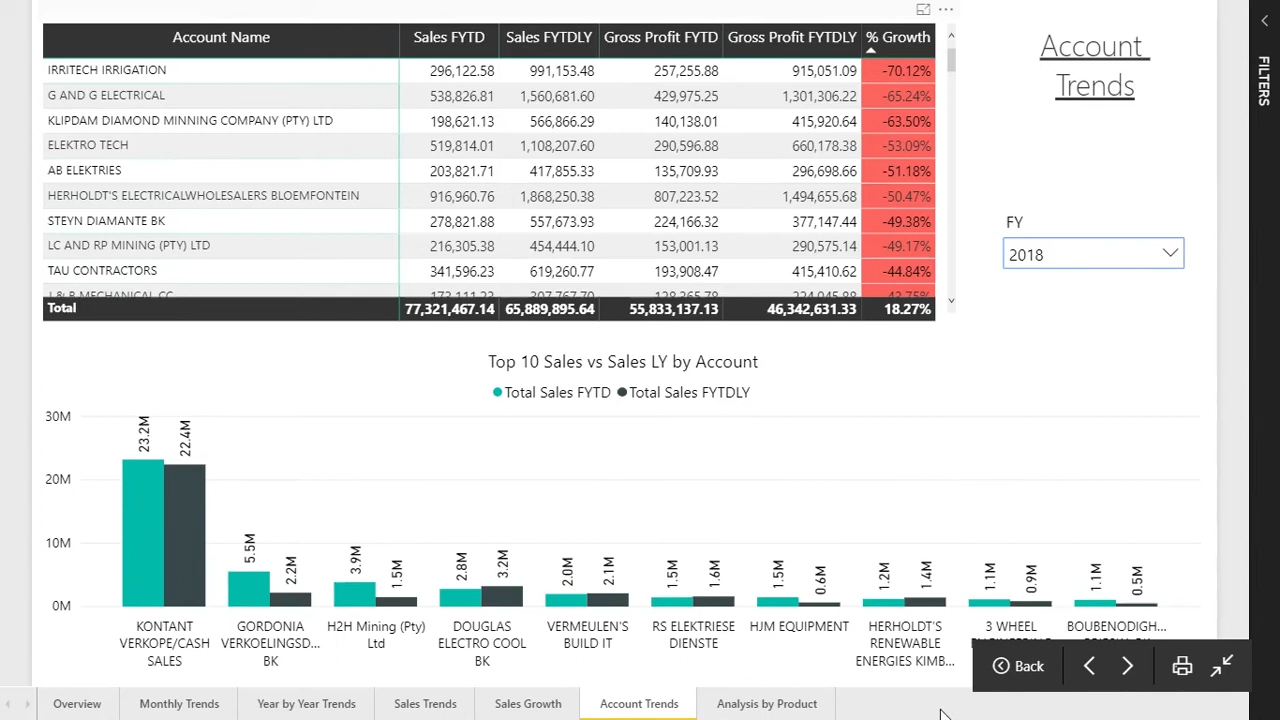 Account Name Sales FYTD Sales FYTDLY Gross Profit FYTD Gross Profit FYTDLY % Growth
IRRITECH IRRIGATION 296,122.58 991,153.48 257,255.88 915,051.09 -70.12%
G AND G ELECTRICAL 538,826.81 1,560,681.60 429,975.25 1,301,306.22 -65.24%
KLIPDAM DIAMOND MINNING COMPANY (PTY) LTD 198,621.13 566,866.29 140,138.01 415,920.64 -63.50%
ELEKTRO TECH 519,814.01 1,108,207.60 290,596.88 660,178.38 -53.09%
AB ELEKTRIES 203,821.71 417,855.33 135,709.93 296,698.66 -51.18%
HERHOLDT'S ELECTRICALWHOLESALERS BLOEMFONTEIN 916,960.76 1,868,250.38 807,223.52 1,494,655.68 -50.47%
STEYN DIAMANTE BK 278,821.88 557,673.93 224,166.32 377,147.44 -49.38%
LC AND RP MINING (PTY) LTD 216,305.38 454,444.10 153,001.13 290,575.14 -49.17%
TAU CONTRACTORS 341,596.23 619,260.77 193,908.47 415,410.62 -44.84%
Total 77,321,467.14 65,889,895.64 55,833,137.13 46,342,631.33 18.27%
Account
Trends
FY
2018
FILTERS
Top 10 Sales vs Sales LY by Account
Total Sales FYTD Total Sales FYTDLY
30M
20M
10M
0M
23.2M 22.4M
5.5M 2.2M
3.9M 1.5M
2.8M 3.2M
2.0M 2.1M
1.5M 1.6M
1.5M 0.6M
1.2M 1.4M
1.1M 0.9M
1.1M 0.5M
KONTANT
VERKOPE/CASH
SALES
GORDONIA
VERKOELINGSD...
BK
H2H Mining (Pty)
Ltd
DOUGLAS
ELECTRO COOL
BK
VERMEULEN'S
BUILD IT
RS ELEKTRIESE
DIENSTE
HJM EQUIPMENT
HERHOLDT'S
RENEWABLE
ENERGIES KIMB...
3 WHEEL
BOUBENODIGH...
Back
Overview Monthly Trends Year by Year Trends Sales Trends Sales Growth Account Trends Analysis by Product